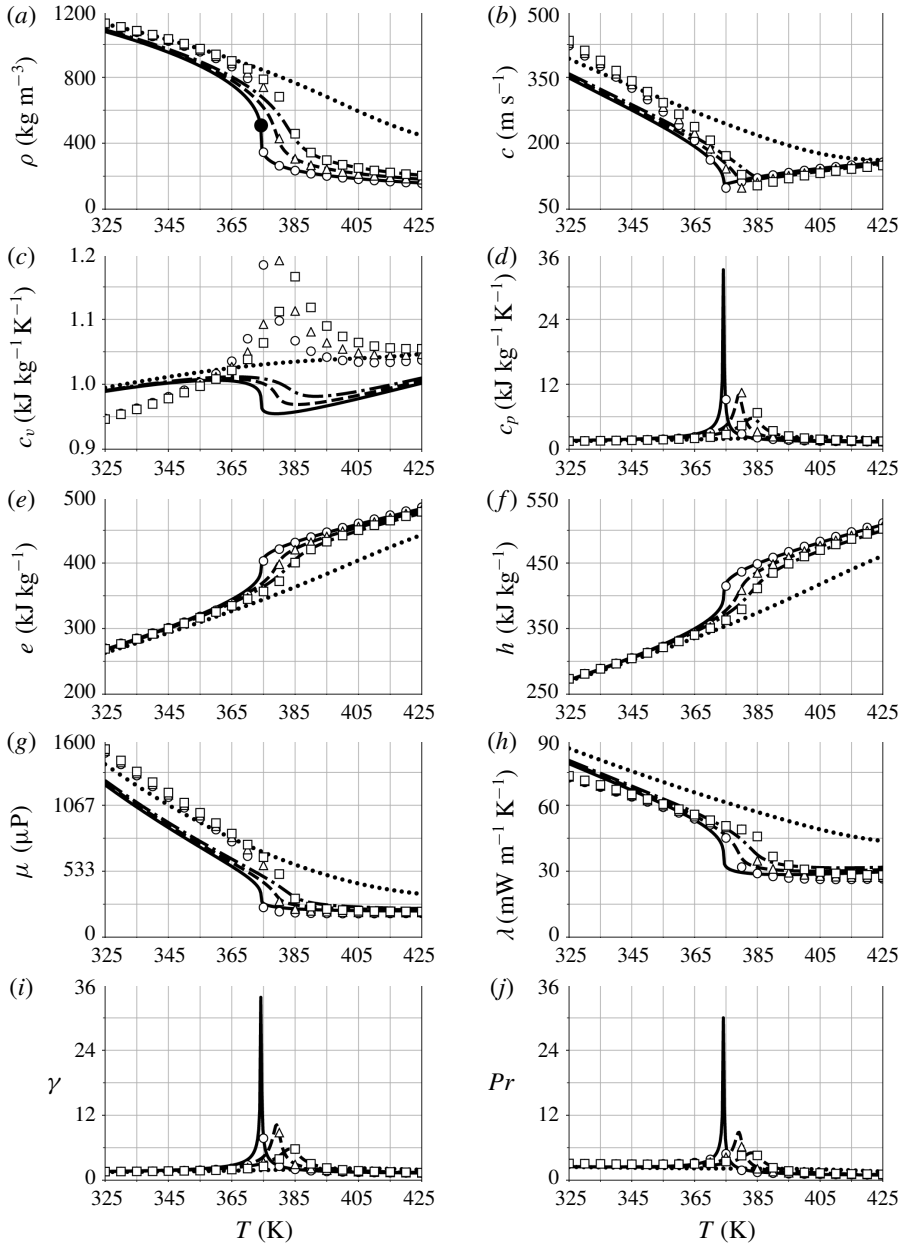 (a)
1200
800
400
0
ρ (kg m−3)
325 345 365 385 405 425
(b)
500
350
200
50
c (m s−1)
325 345 365 385 405 425
(c)
1.2
1.1
1.0
0.9
cv (kJ kg−1 K−1)
325 345 365 385 405 425
(d)
36
24
12
0
cp (kJ kg−1 K−1)
325 345 365 385 405 425
(e)
500
400
300
200
e (kJ kg−1)
325 345 365 385 405 425
(f)
550
450
350
250
h (kJ kg−1)
325 345 365 385 405 425
(g)
1600
1067
533
0
μ (μP)
325 345 365 385 405 425
(h)
90
60
30
0
λ (mW m−1 K−1)
325 345 365 385 405 425
(i)
36
24
12
0
γ
325 345 365 385 405 425
T (K)
(j)
36
24
12
0
Pr
325 345 365 385 405 425
T (K)